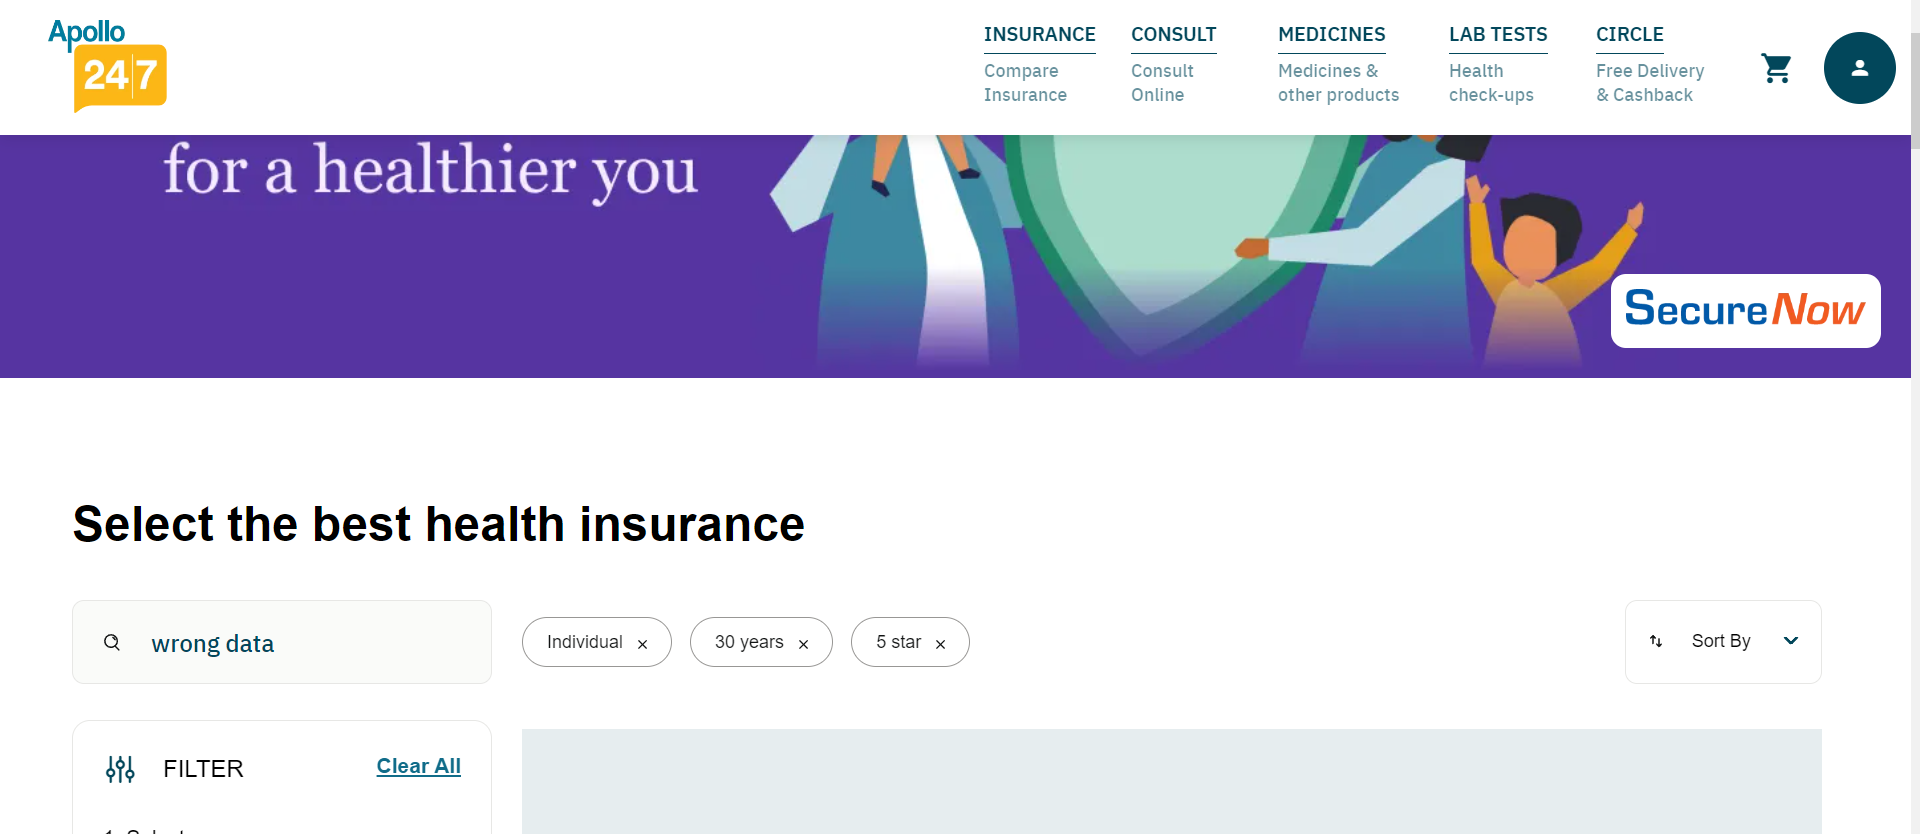 Apollo
24|7
INSURANCE
Compare
Insurance
CONSULT
Consult
Online
MEDICINES
Medicines &
other products
LAB TESTS
Health
check-ups
CIRCLE
Free Delivery
& Cashback
for a healthier you
SecureNow
Select the best health insurance
wrong data
Individual ×
30 years ×
5 star ×
Sort By
FILTER
Clear All